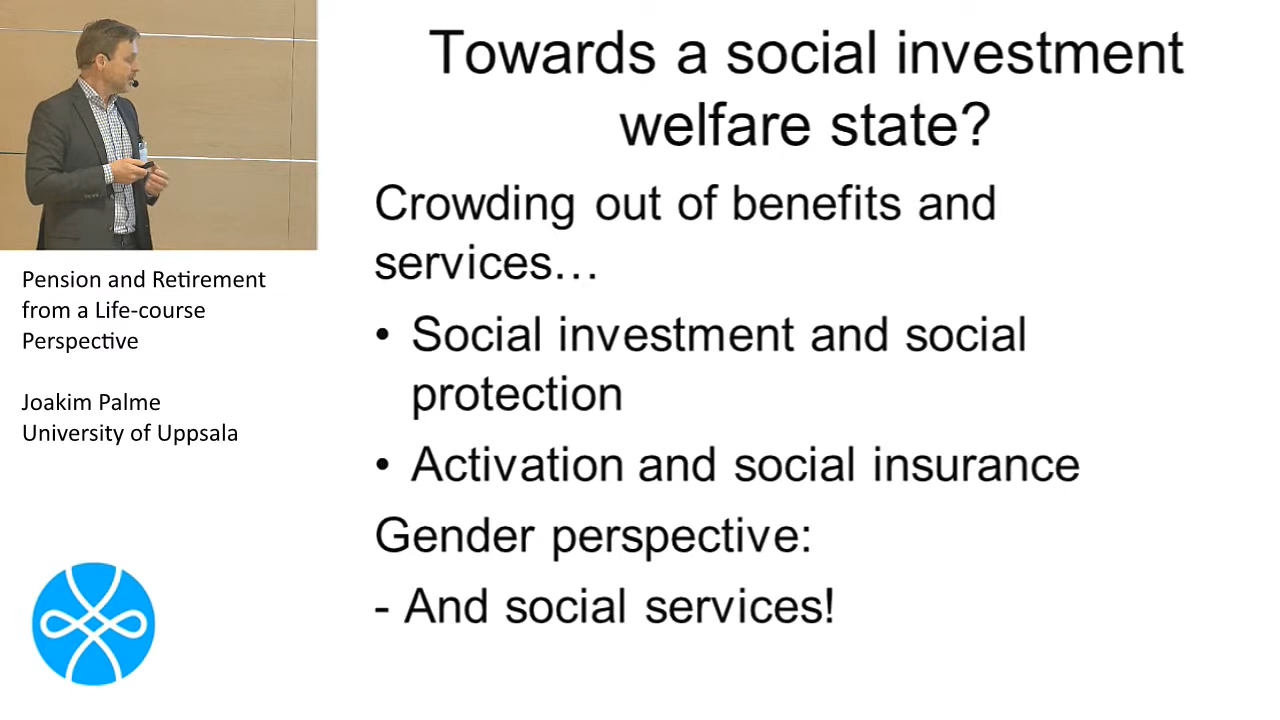 Towards a social investment
welfare state?
Crowding out of benefits and
services…
• Social investment and social
protection
• Activation and social insurance
Gender perspective:
- And social services!
Pension and Retirement
from a Life-course
Perspective
Joakim Palme
University of Uppsala